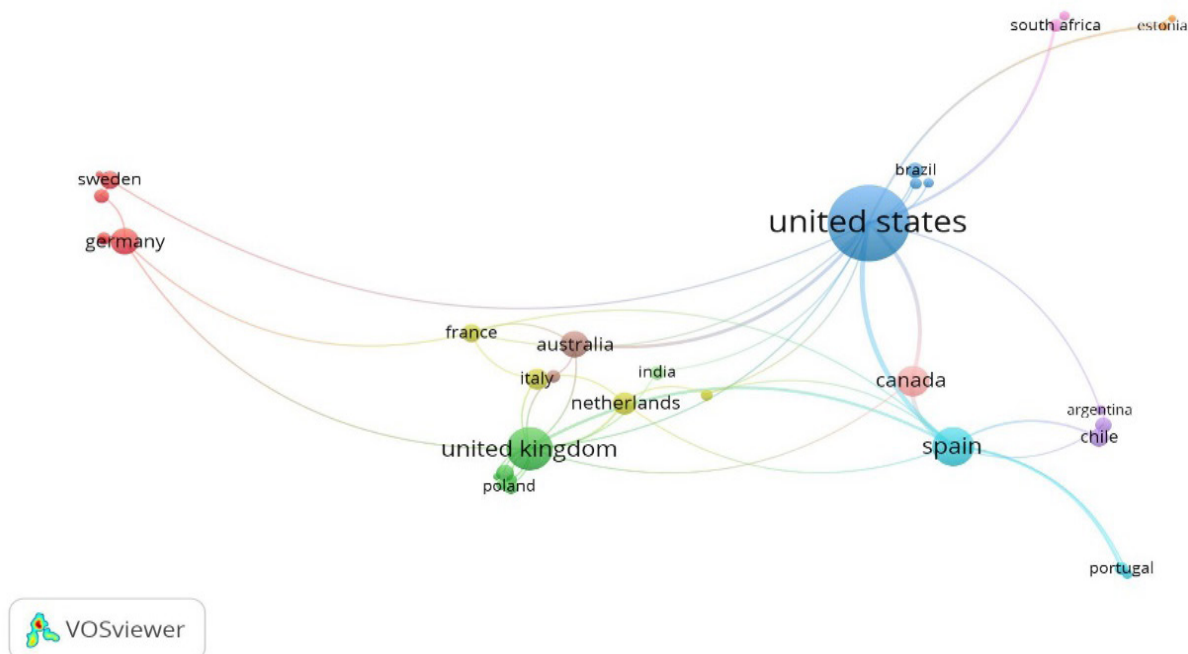 south africa
estonia
brazil
sweden
united states
germany
france
australia
india
italy
canada
netherlands
argentina
chile
united kingdom
spain
poland
portugal
VOSviewer